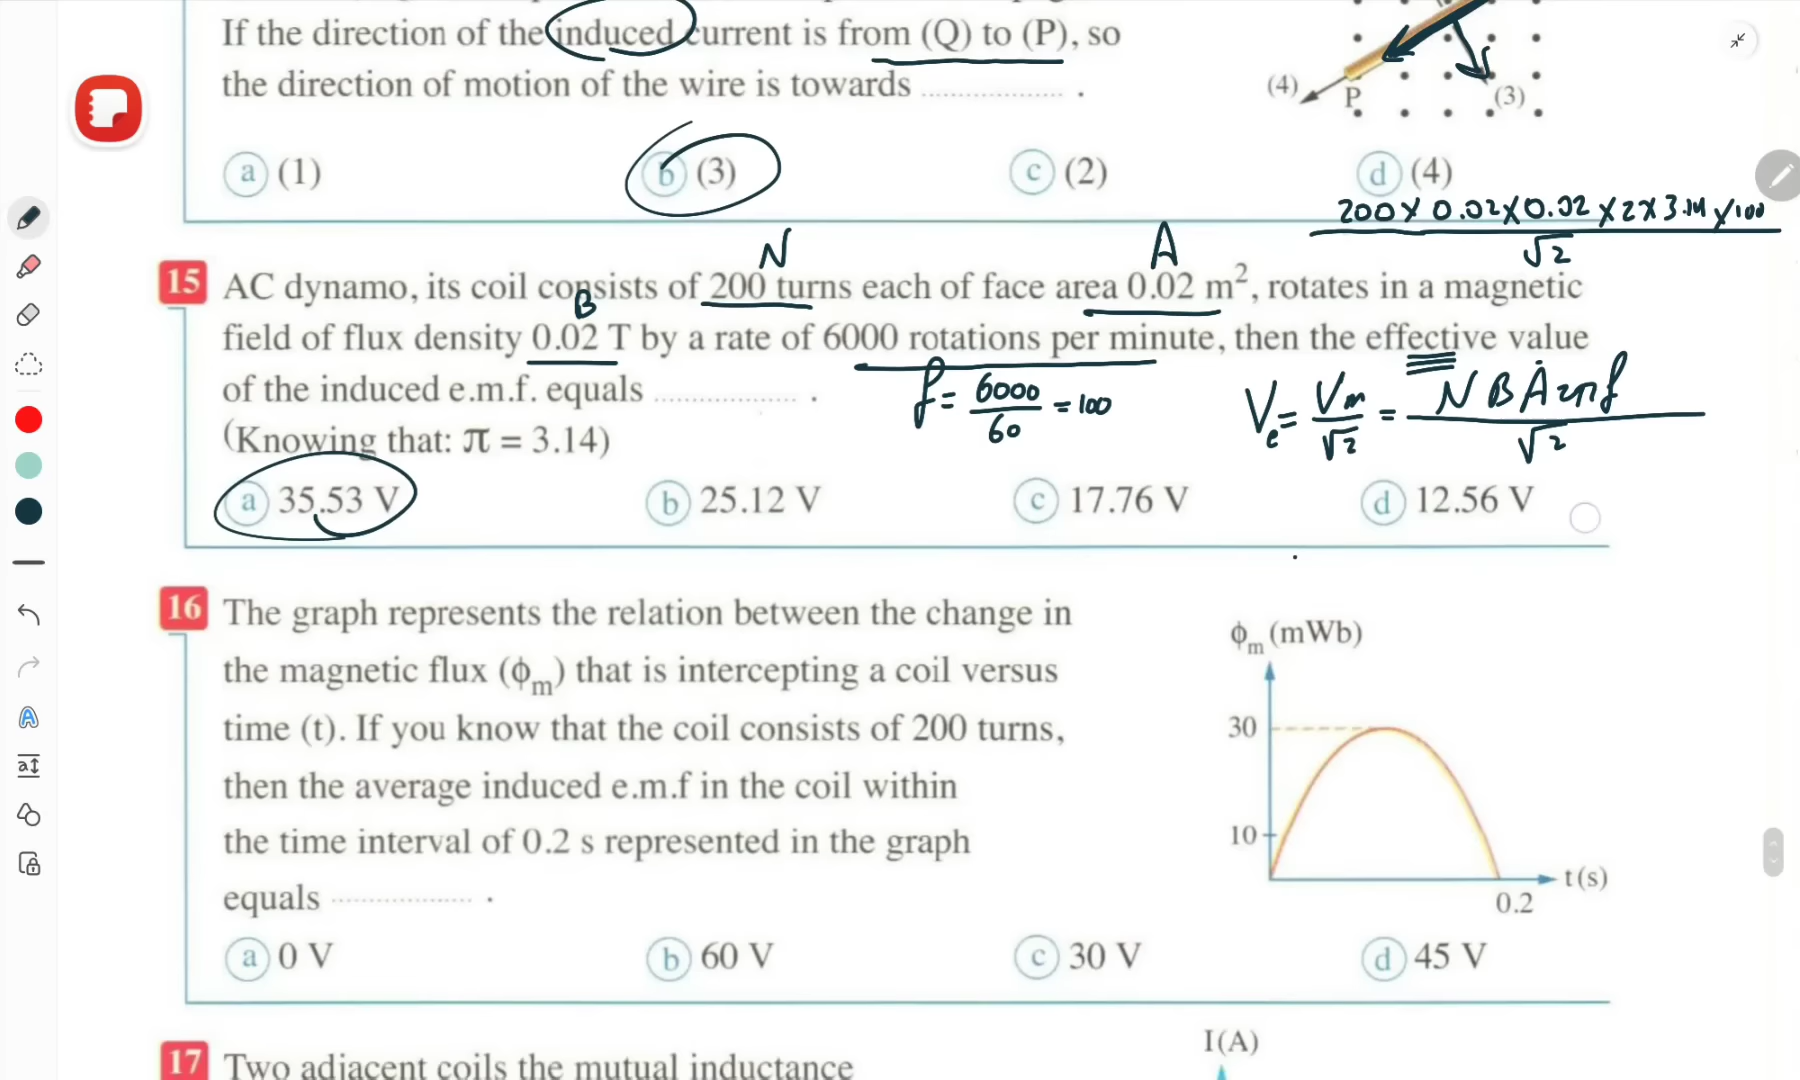 If the direction of the induced current is from (Q) to (P), so
the direction of motion of the wire is towards .................... .
(4)
P
(3)
a (1)
b (3)
c (2)
d (4)
200 x 0.02 x 0.02 x 2 x 3.14 x 100
√2
N
A
15 AC dynamo, its coil consists of 200 turns each of face area 0.02 m², rotates in a magnetic
B
field of flux density 0.02 T by a rate of 6000 rotations per minute, then the effective value
of the induced e.m.f. equals .................... .
f = 6000/60 = 100
Ve = Vm/√2 = NBA2πf/√2
(Knowing that: π = 3.14)
a 35.53 V
b 25.12 V
c 17.76 V
d 12.56 V
16 The graph represents the relation between the change in
the magnetic flux (ϕm) that is intercepting a coil versus
time (t). If you know that the coil consists of 200 turns,
then the average induced e.m.f in the coil within
the time interval of 0.2 s represented in the graph
equals .................... .
ϕm (mWb)
30
10
t(s)
0.2
a 0 V
b 60 V
c 30 V
d 45 V
17 Two adjacent coils the mutual inductance
I(A)